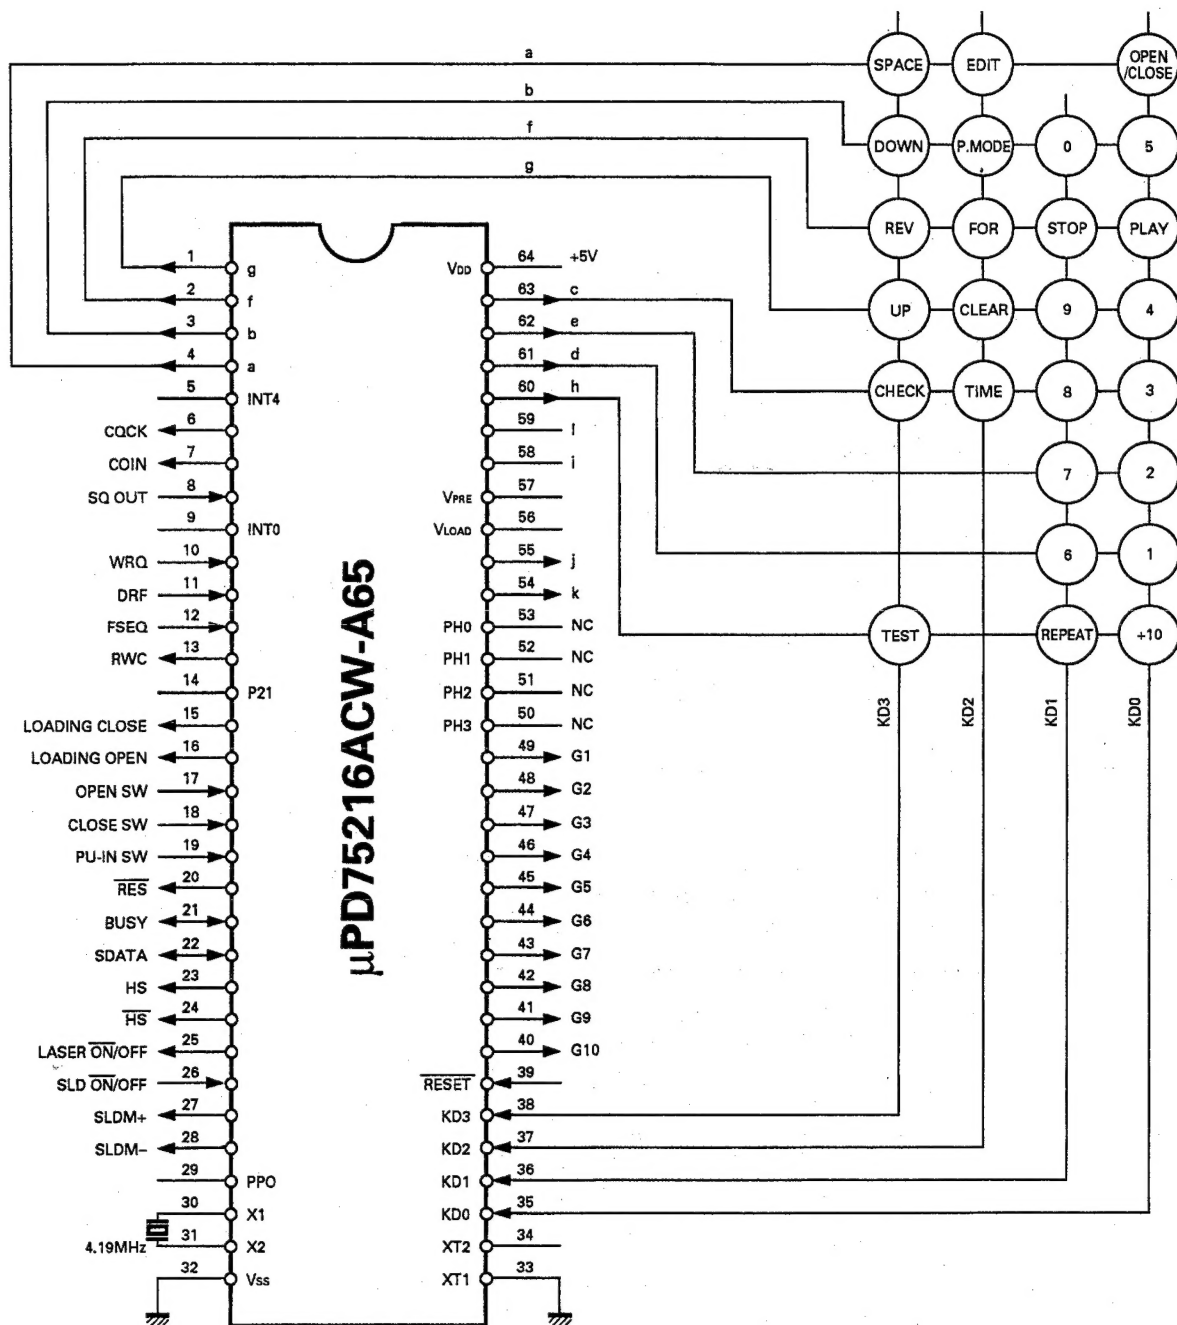 a
SPACE
EDIT
OPEN
/CLOSE
b
DOWN
P.MODE
0
5
f
REV
FOR
STOP
PLAY
g
UP
CLEAR
9
4
CHECK
TIME
8
3
7
2
6
1
TEST
REPEAT
+10
KD3
KD2
KD1
KD0
μPD75216ACW-A65
1 g
2 f
3 b
4 a
5 INT4
CQCK 6
COIN 7
SQ OUT 8
9 INT0
WRQ 10
DRF 11
FSEQ 12
RWC 13
14 P21
LOADING CLOSE 15
LOADING OPEN 16
OPEN SW 17
CLOSE SW 18
PU-IN SW 19
RES 20
BUSY 21
SDATA 22
HS 23
HS 24
LASER ON/OFF 25
SLD ON/OFF 26
SLDM+ 27
SLDM− 28
29 PPO
30 X1
4.19MHz 31 X2
32 Vss
VDD 64 +5V
63 c
62 e
61 d
60 h
59 l
58 i
VPRE 57
VLOAD 56
55 j
54 k
PH0 53 NC
PH1 52 NC
PH2 51 NC
PH3 50 NC
49 G1
48 G2
47 G3
46 G4
45 G5
44 G6
43 G7
42 G8
41 G9
40 G10
RESET 39
KD3 38
KD2 37
KD1 36
KD0 35
XT2 34
XT1 33